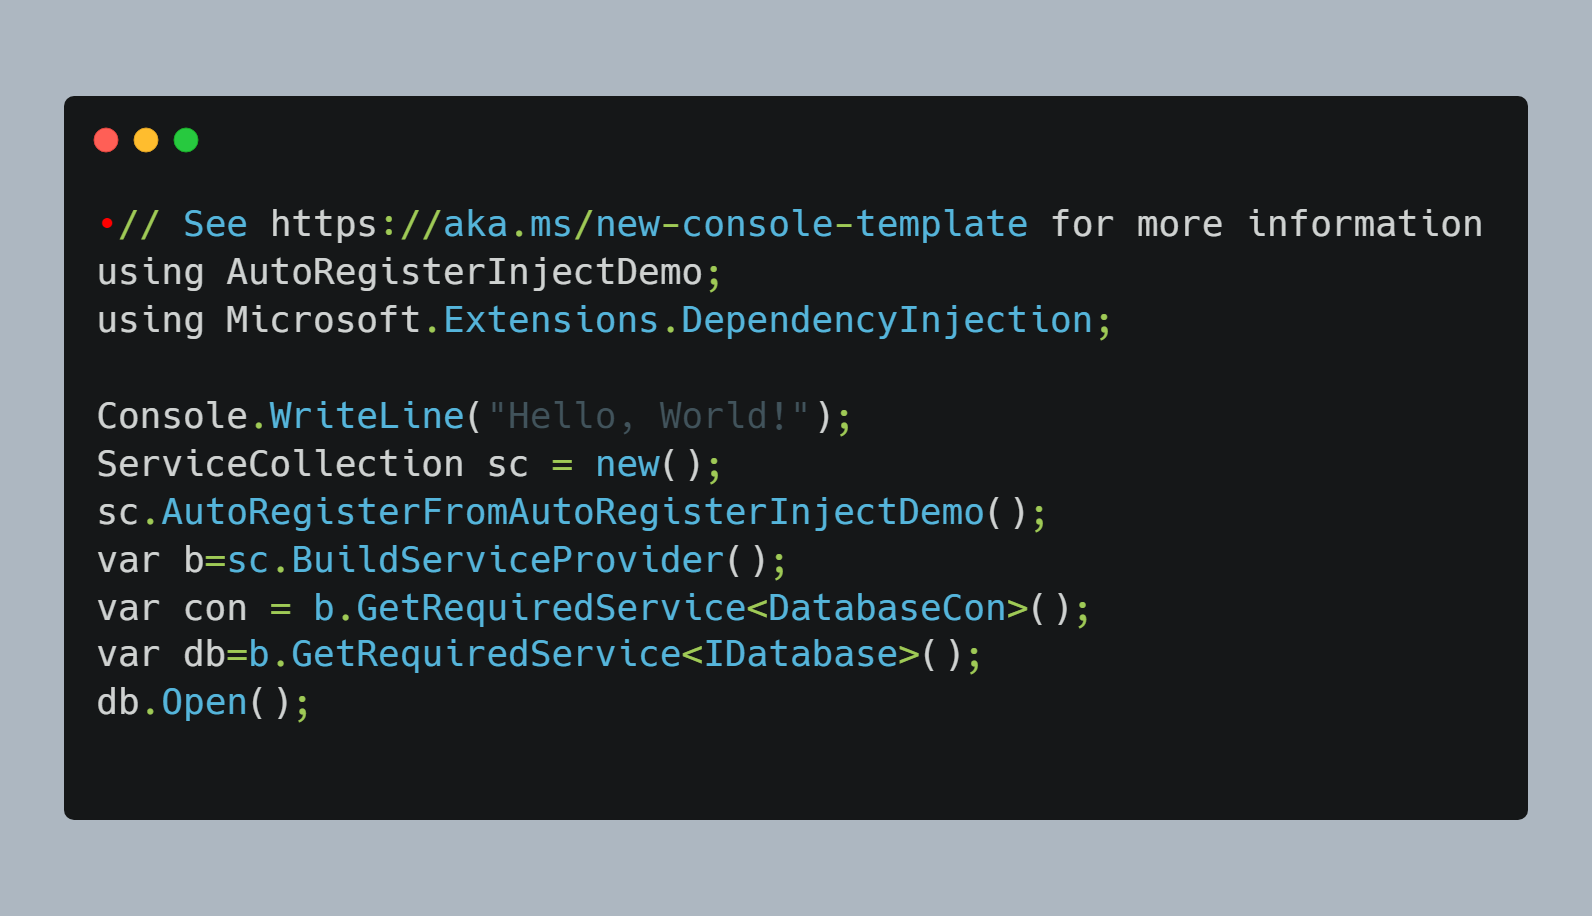 •// See https://aka.ms/new-console-template for more information
using AutoRegisterInjectDemo;
using Microsoft.Extensions.DependencyInjection;
Console.WriteLine("Hello, World!");
ServiceCollection sc = new();
sc.AutoRegisterFromAutoRegisterInjectDemo();
var b=sc.BuildServiceProvider();
var con = b.GetRequiredService<DatabaseCon>();
var db=b.GetRequiredService<IDatabase>();
db.Open();